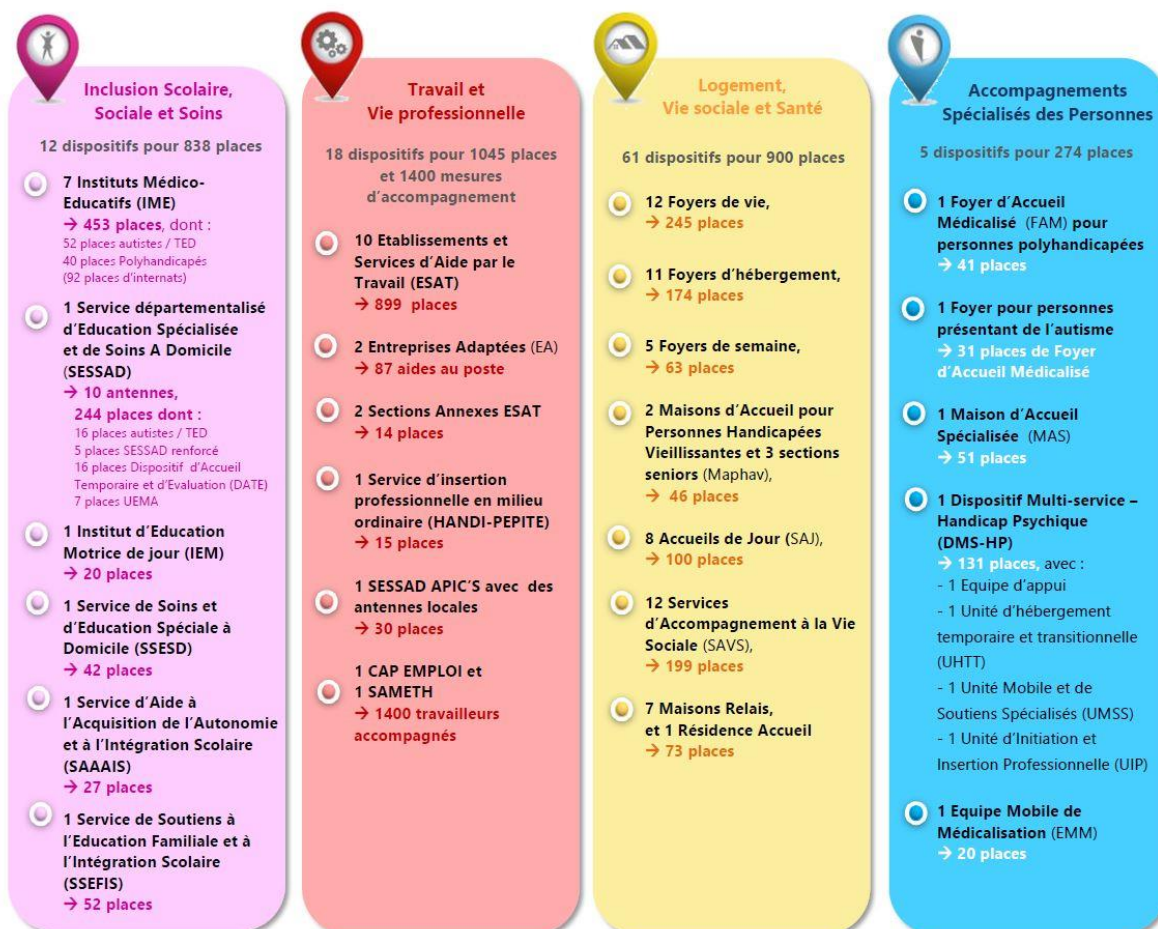 Inclusion Scolaire,
Sociale et Soins
12 dispositifs pour 838 places
7 Instituts Médico-
Educatifs (IME)
→ 453 places, dont :
52 places autistes / TED
40 places Polyhandicapés
(92 places d’internats)
1 Service départementalisé
d’Education Spécialisée
et de Soins A Domicile
(SESSAD)
→ 10 antennes,
244 places dont :
16 places autistes / TED
5 places SESSAD renforcé
16 places Dispositif d’Accueil
Temporaire et d’Evaluation (DATE)
7 places UEMA
1 Institut d’Education
Motrice de jour (IEM)
→ 20 places
1 Service de Soins et
d’Education Spéciale à
Domicile (SSESD)
→ 42 places
1 Service d’Aide à
l’Acquisition de l’Autonomie
et à l’Intégration Scolaire
(SAAAIS)
→ 27 places
1 Service de Soutiens à
l’Education Familiale et à
l’Intégration Scolaire
(SSEFIS)
→ 52 places
Travail et
Vie professionnelle
18 dispositifs pour 1045 places
et 1400 mesures
d’accompagnement
10 Etablissements et
Services d’Aide par le
Travail (ESAT)
→ 899 places
2 Entreprises Adaptées (EA)
→ 87 aides au poste
2 Sections Annexes ESAT
→ 14 places
1 Service d’insertion
professionnelle en milieu
ordinaire (HANDI-PEPITE)
→ 15 places
1 SESSAD APIC’S avec des
antennes locales
→ 30 places
1 CAP EMPLOI et
1 SAMETH
→ 1400 travailleurs
accompagnés
Logement,
Vie sociale et Santé
61 dispositifs pour 900 places
12 Foyers de vie,
→ 245 places
11 Foyers d’hébergement,
→ 174 places
5 Foyers de semaine,
→ 63 places
2 Maisons d’Accueil pour
Personnes Handicapées
Vieillissantes et 3 sections
seniors (Maphav),
→ 46 places
8 Accueils de Jour (SAJ),
→ 100 places
12 Services
d’Accompagnement à la Vie
Sociale (SAVS),
→ 199 places
7 Maisons Relais,
et 1 Résidence Accueil
→ 73 places
Accompagnements
Spécialisés des Personnes
5 dispositifs pour 274 places
1 Foyer d’Accueil
Médicalisé (FAM) pour
personnes polyhandicapées
→ 41 places
1 Foyer pour personnes
présentant de l’autisme
→ 31 places de Foyer
d’Accueil Médicalisé
1 Maison d’Accueil
Spécialisée (MAS)
→ 51 places
1 Dispositif Multi-service –
Handicap Psychique
(DMS-HP)
→ 131 places, avec :
- 1 Equipe d’appui
- 1 Unité d’hébergement
temporaire et transitionnelle
(UHTT)
- 1 Unité Mobile et de
Soutiens Spécialisés (UMSS)
- 1 Unité d’Initiation et
Insertion Professionnelle (UIP)
1 Equipe Mobile de
Médicalisation (EMM)
→ 20 places